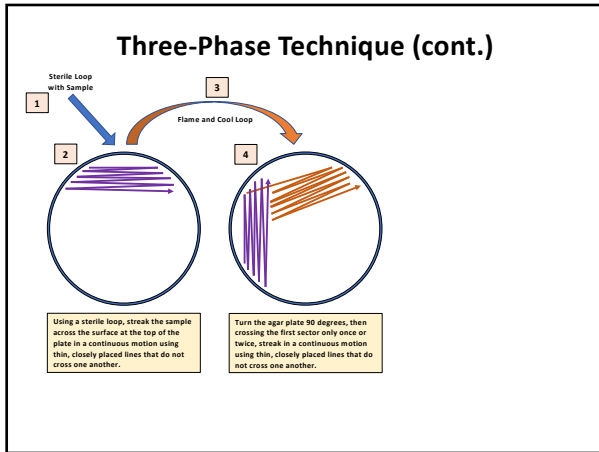 Three-Phase Technique (cont.)
Sterile Loop
with Sample
1
3
Flame and Cool Loop
2
4
Using a sterile loop, streak the sample
across the surface at the top of the
plate in a continuous motion using
thin, closely placed lines that do not
cross one another.
Turn the agar plate 90 degrees, then
crossing the first sector only once or
twice, streak in a continuous motion
using thin, closely placed lines that do
not cross one another.